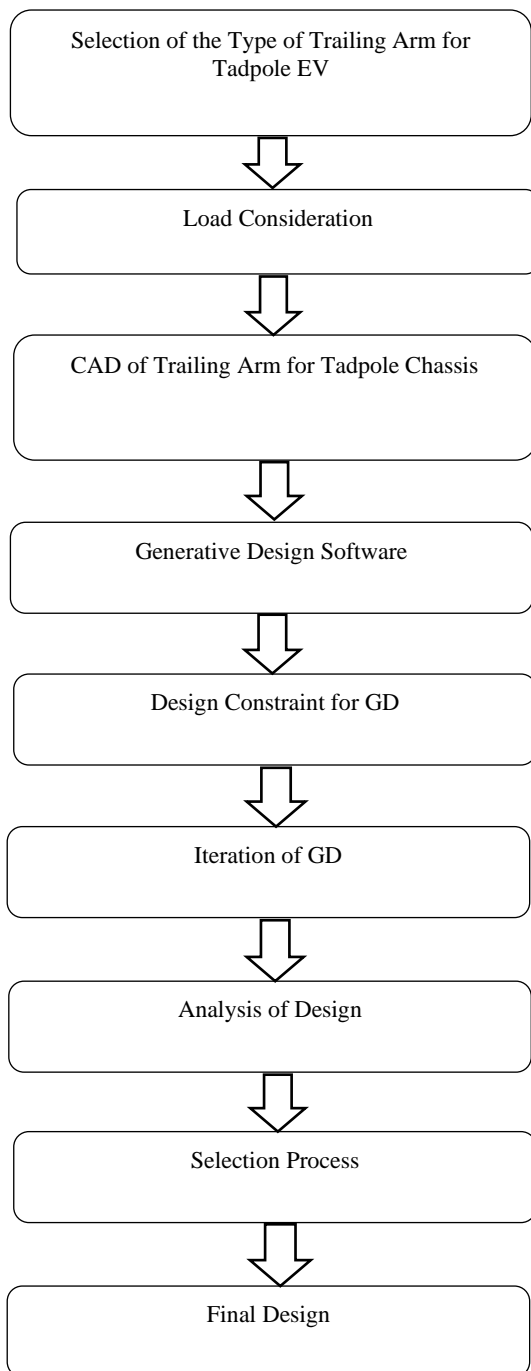 Selection of the Type of Trailing Arm for
Tadpole EV
Load Consideration
CAD of Trailing Arm for Tadpole Chassis
Generative Design Software
Design Constraint for GD
Iteration of GD
Analysis of Design
Selection Process
Final Design